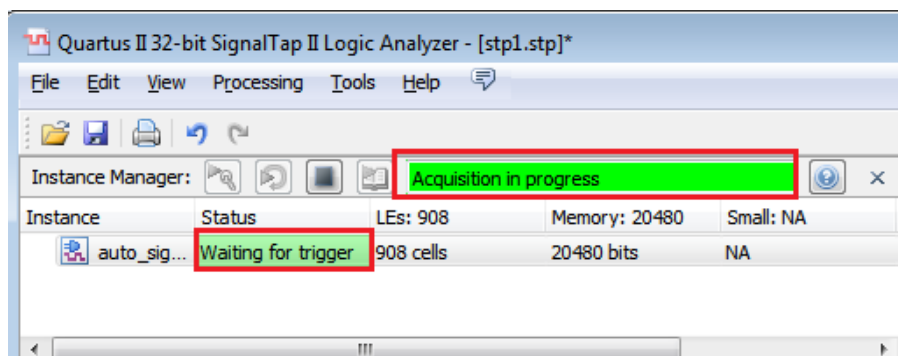 Quartus II 32-bit SignalTap II Logic Analyzer - [stp1.stp]*
File Edit View Processing Tools Help
Instance Manager: Acquisition in progress
Instance Status LEs: 908 Memory: 20480 Small: NA
auto_sig... Waiting for trigger 908 cells 20480 bits NA